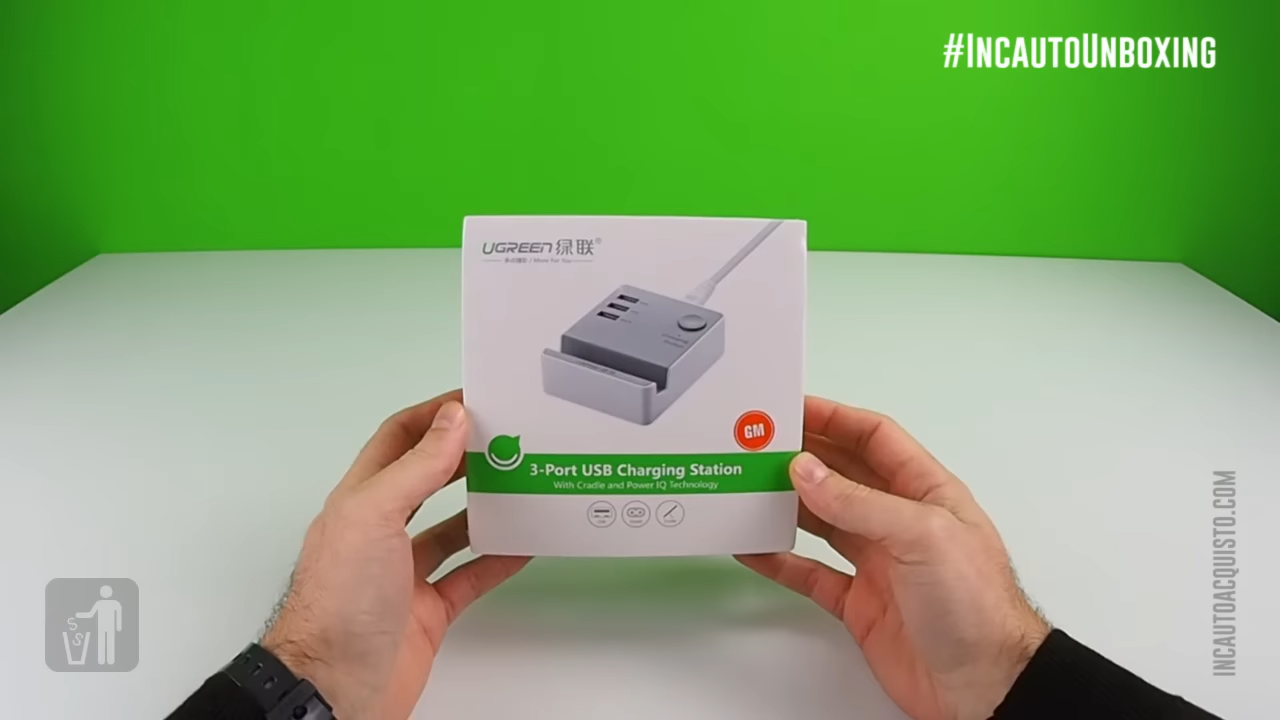 #IncautoUnboxing
UGREEN 绿联®
3-Port USB Charging Station
With Cradle and Power IQ Technology
GM
INCAUTOACQUISTO.COM